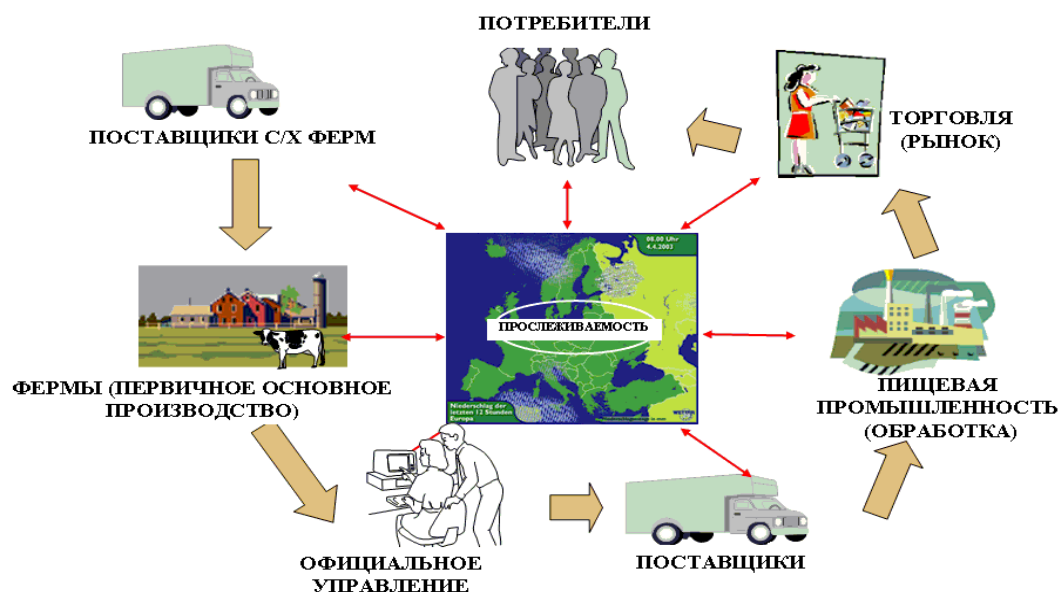 ПОТРЕБИТЕЛИ
ПОСТАВЩИКИ С/Х ФЕРМ
ТОРГОВЛЯ
(РЫНОК)
08.00 Uhr
4.4.2003
ПРОСЛЕЖИВАЕМОСТЬ
ФЕРМЫ (ПЕРВИЧНОЕ ОСНОВНОЕ
ПРОИЗВОДСТВО)
ПИЩЕВАЯ
ПРОМЫШЛЕННОСТЬ
(ОБРАБОТКА)
Niederschlag der
letzten 12 Stunden
Europa
ОФИЦИАЛЬНОЕ
УПРАВЛЕНИЕ
ПОСТАВЩИКИ